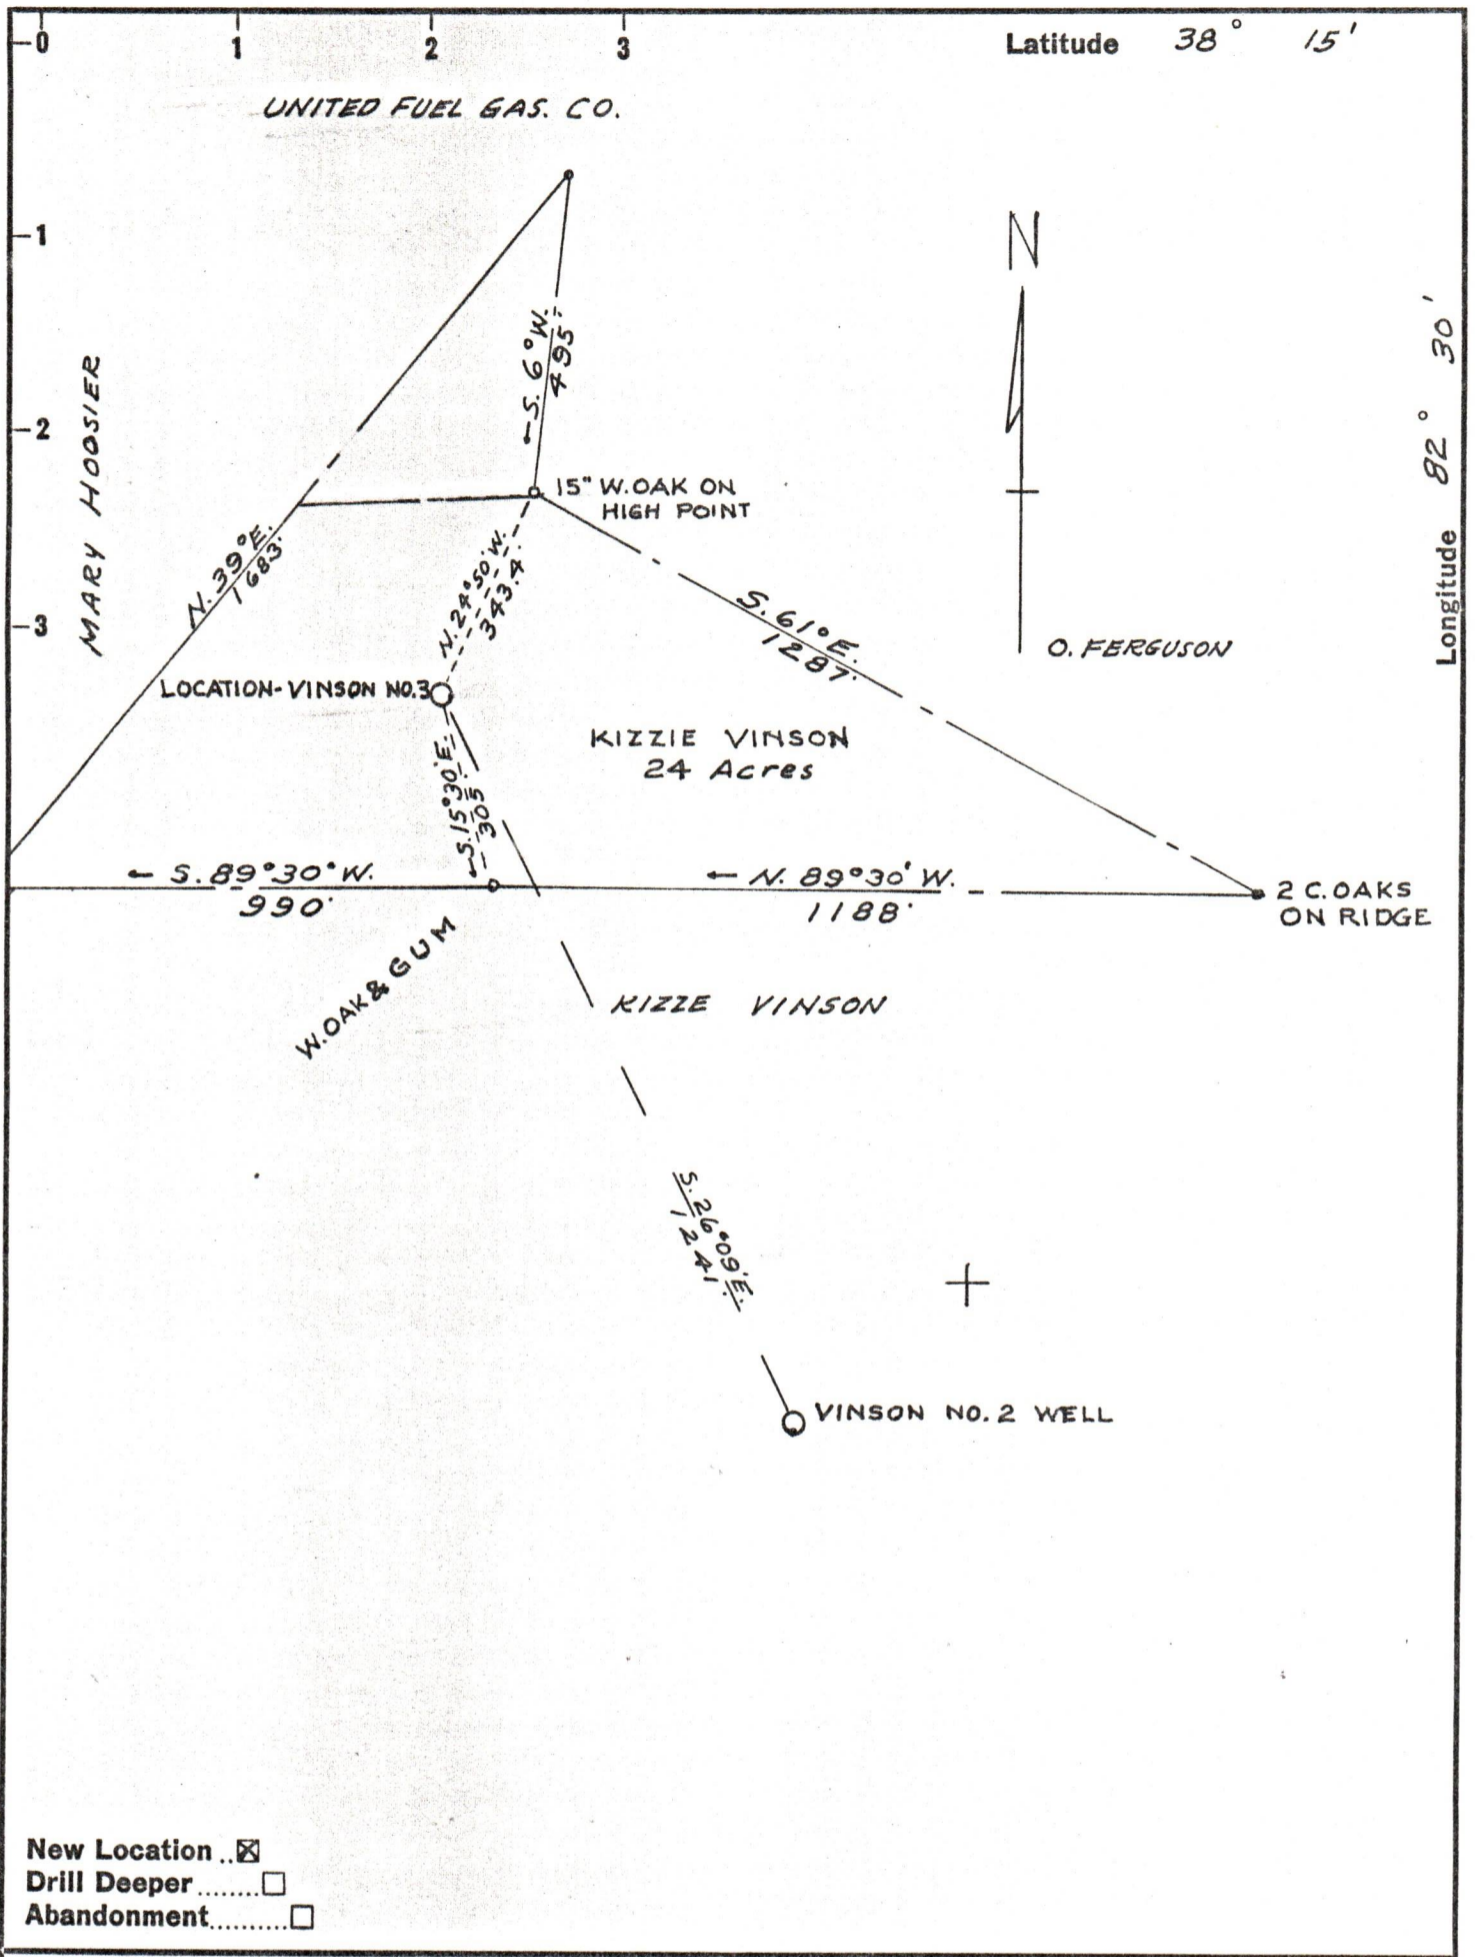 0 1 2 3 Latitude 38° 15'
UNITED FUEL GAS. CO.
1
N
2
3
MARY HOOSIER
Longitude 82° 30'
←S. 6° W.
495'
15" W. OAK ON
HIGH POINT
N. 39° E.
1683'
N. 24° 50' W.
343.4'
S. 61° E.
1287'
O. FERGUSON
LOCATION-VINSON NO.3
KIZZIE VINSON
24 Acres
←S. 15° 30' E.
305'
← S. 89° 30' W.
990'
← N. 89° 30' W.
1188'
2 C. OAKS
ON RIDGE
W. OAK & GUM
KIZZE VINSON
S. 26° 09' E.
1241'
VINSON NO. 2 WELL
New Location ..☒
Drill Deeper ........☐
Abandonment..........☐